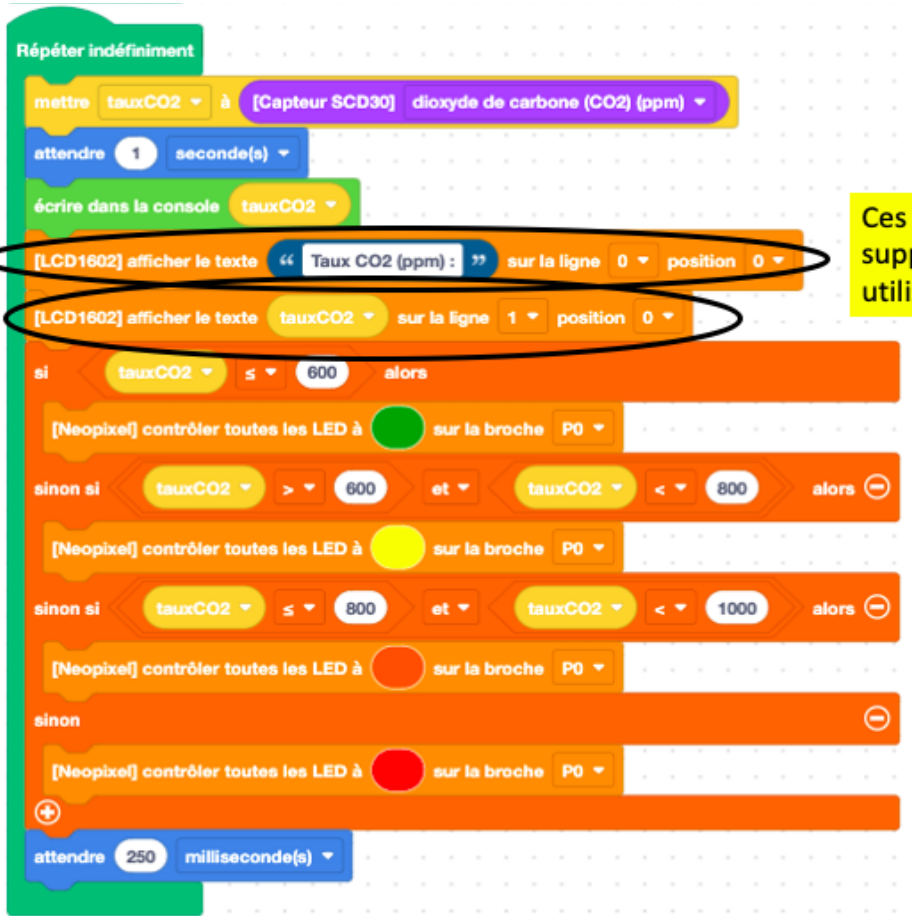 Répéter indéfiniment
mettre tauxCO2 à [Capteur SCD30] dioxyde de carbone (CO2) (ppm)
attendre 1 seconde(s)
écrire dans la console tauxCO2
[LCD1602] afficher le texte “ Taux CO2 (ppm) : ” sur la ligne 0 position 0
[LCD1602] afficher le texte tauxCO2 sur la ligne 1 position 0
Ces
supp
utili
si tauxCO2 ≤ 600 alors
[Neopixel] contrôler toutes les LED à sur la broche P0
sinon si tauxCO2 > 600 et tauxCO2 < 800 alors
[Neopixel] contrôler toutes les LED à sur la broche P0
sinon si tauxCO2 ≤ 800 et tauxCO2 < 1000 alors
[Neopixel] contrôler toutes les LED à sur la broche P0
sinon
[Neopixel] contrôler toutes les LED à sur la broche P0
attendre 250 milliseconde(s)